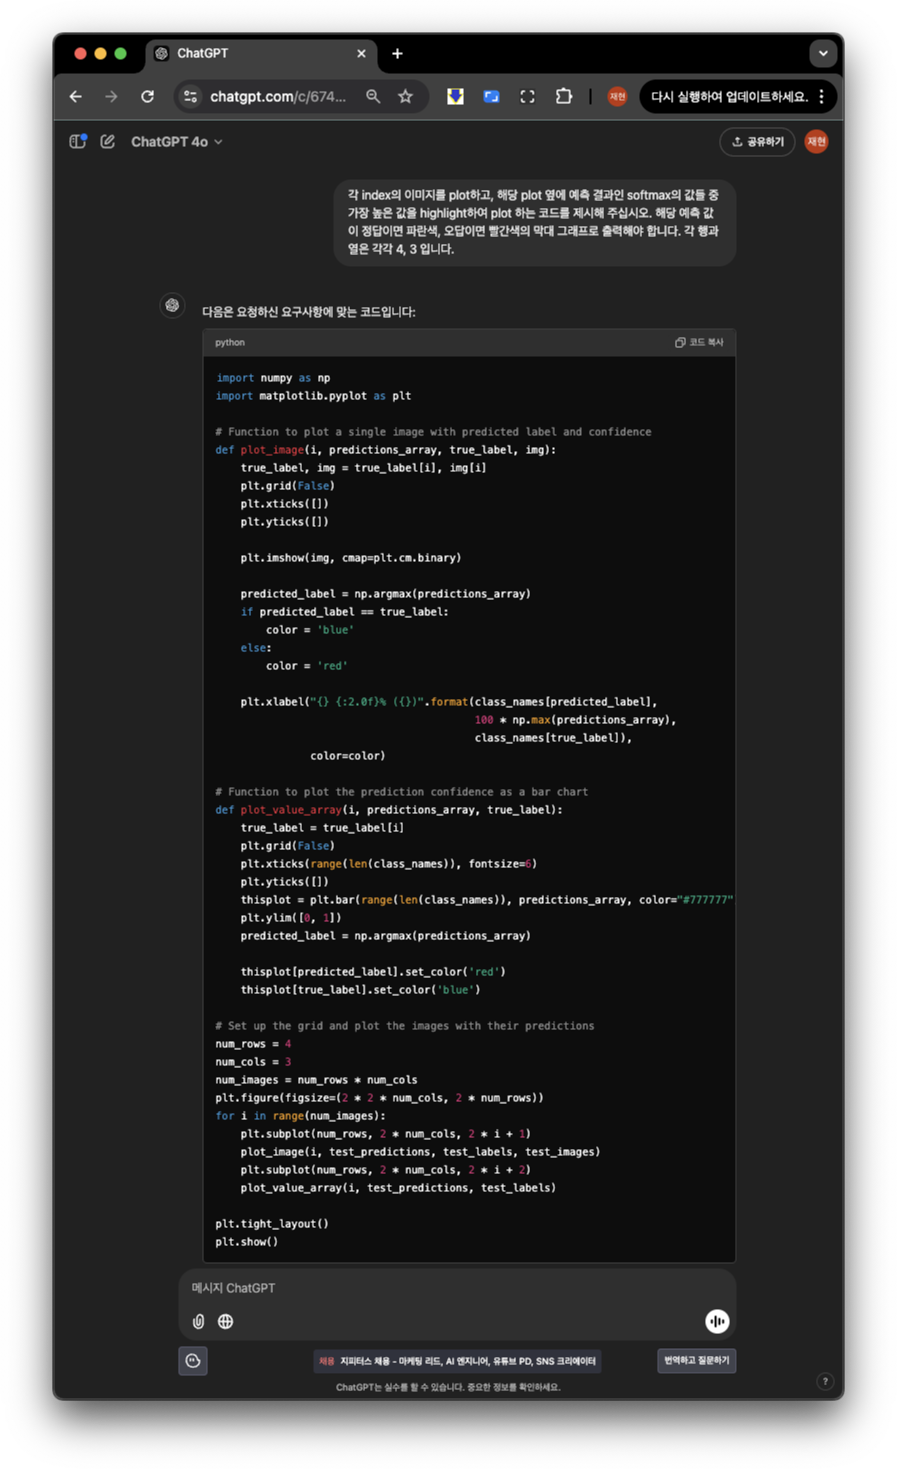 ChatGPT
chatgpt.com/c/674...
재현
다시 실행하여 업데이트하세요.
ChatGPT 4o
공유하기
재현
각 index의 이미지를 plot하고, 해당 plot 옆에 예측 결과인 softmax의 값들 중
가장 높은 값을 highlight하여 plot 하는 코드를 제시해 주십시오. 해당 예측 값
이 정답이면 파란색, 오답이면 빨간색의 막대 그래프로 출력해야 합니다. 각 행과
열은 각각 4, 3 입니다.
다음은 요청하신 요구사항에 맞는 코드입니다:
python
코드 복사
import numpy as np
import matplotlib.pyplot as plt
# Function to plot a single image with predicted label and confidence
def plot_image(i, predictions_array, true_label, img):
    true_label, img = true_label[i], img[i]
    plt.grid(False)
    plt.xticks([])
    plt.yticks([])
    plt.imshow(img, cmap=plt.cm.binary)
    predicted_label = np.argmax(predictions_array)
    if predicted_label == true_label:
        color = 'blue'
    else:
        color = 'red'
    plt.xlabel("{} {:2.0f}% ({})".format(class_names[predicted_label],
                                         100 * np.max(predictions_array),
                                         class_names[true_label]),
               color=color)
# Function to plot the prediction confidence as a bar chart
def plot_value_array(i, predictions_array, true_label):
    true_label = true_label[i]
    plt.grid(False)
    plt.xticks(range(len(class_names)), fontsize=6)
    plt.yticks([])
    thisplot = plt.bar(range(len(class_names)), predictions_array, color="#777777"
    plt.ylim([0, 1])
    predicted_label = np.argmax(predictions_array)
    thisplot[predicted_label].set_color('red')
    thisplot[true_label].set_color('blue')
# Set up the grid and plot the images with their predictions
num_rows = 4
num_cols = 3
num_images = num_rows * num_cols
plt.figure(figsize=(2 * 2 * num_cols, 2 * num_rows))
for i in range(num_images):
    plt.subplot(num_rows, 2 * num_cols, 2 * i + 1)
    plot_image(i, test_predictions, test_labels, test_images)
    plt.subplot(num_rows, 2 * num_cols, 2 * i + 2)
    plot_value_array(i, test_predictions, test_labels)
plt.tight_layout()
plt.show()
메시지 ChatGPT
채용 지피터스 채용 - 마케팅 리드, AI 엔지니어, 유튜브 PD, SNS 크리에이터
번역하고 질문하기
ChatGPT는 실수를 할 수 있습니다. 중요한 정보를 확인하세요.
?